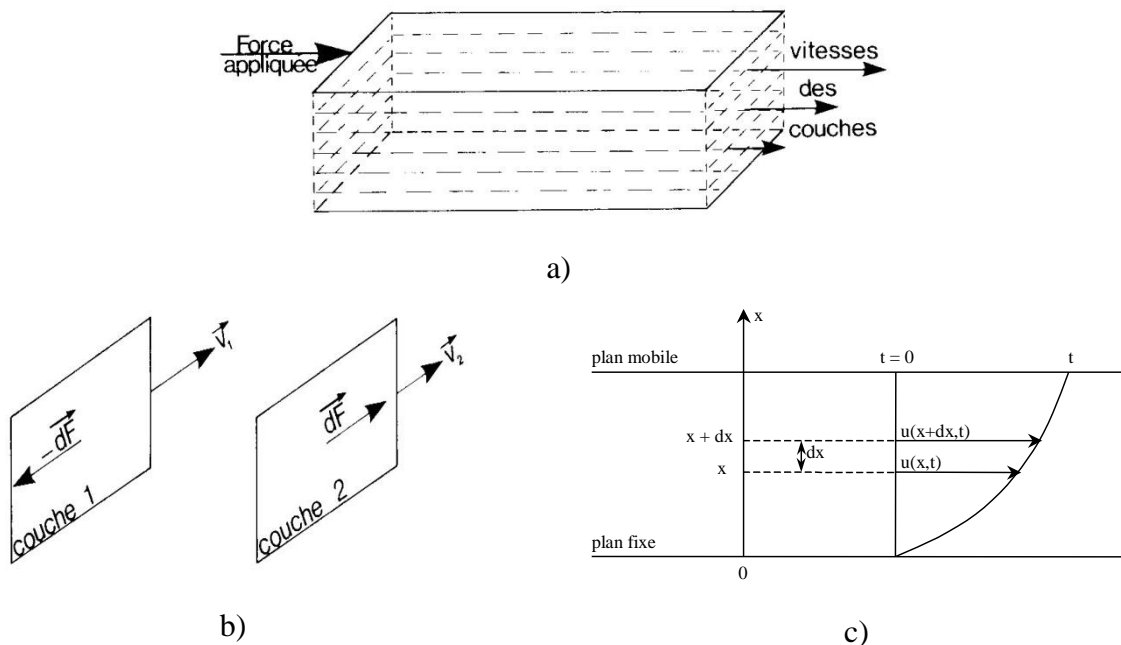 Force
appliquée
vitesses
des
couches
a)
-dF
V1
couche 1
dF
V2
couche 2
b)
x
plan mobile
t = 0
t
x + dx
dx
u(x+dx,t)
x
u(x,t)
plan fixe
0
c)